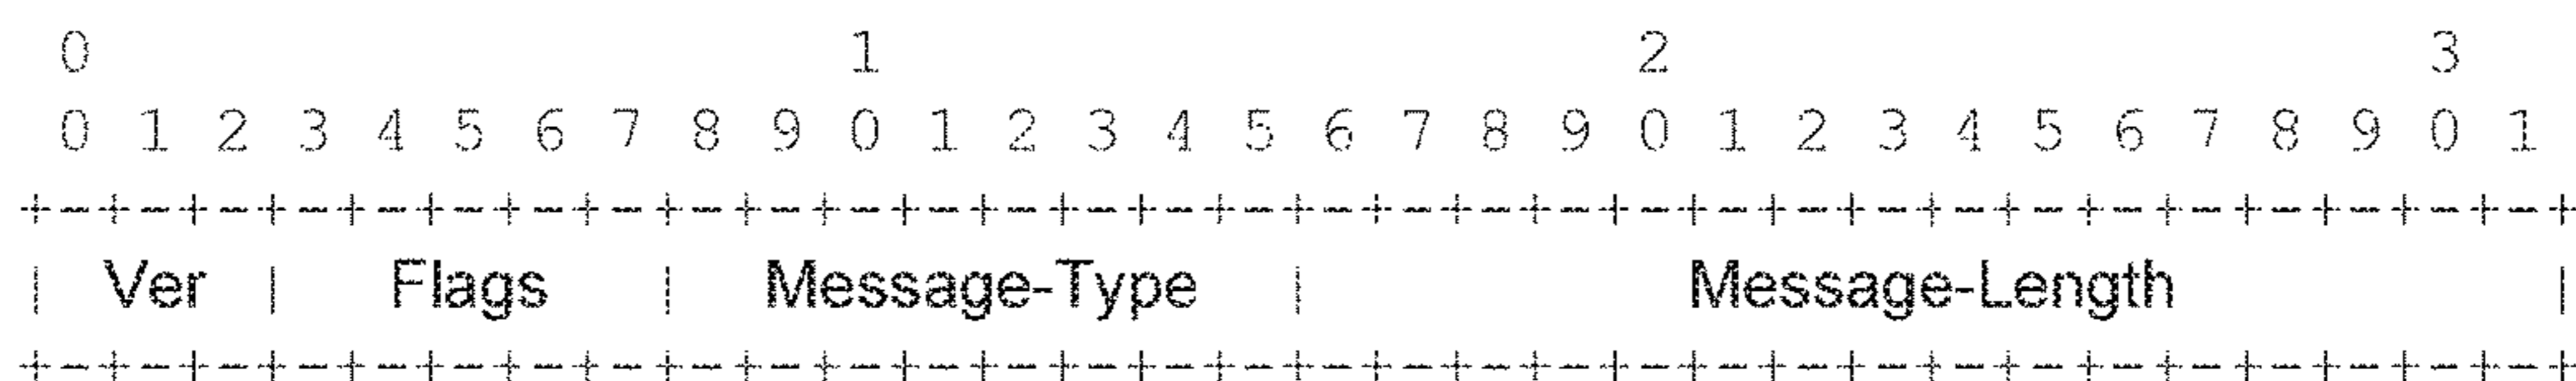 0 1 2 3
0 1 2 3 4 5 6 7 8 9 0 1 2 3 4 5 6 7 8 9 0 1 2 3 4 5 6 7 8 9 0 1
+-+-+-+-+-+-+-+-+-+-+-+-+-+-+-+-+-+-+-+-+-+-+-+-+-+-+-+-+-+-+-+-+
| Ver | Flags | Message-Type | Message-Length |
+-+-+-+-+-+-+-+-+-+-+-+-+-+-+-+-+-+-+-+-+-+-+-+-+-+-+-+-+-+-+-+-+